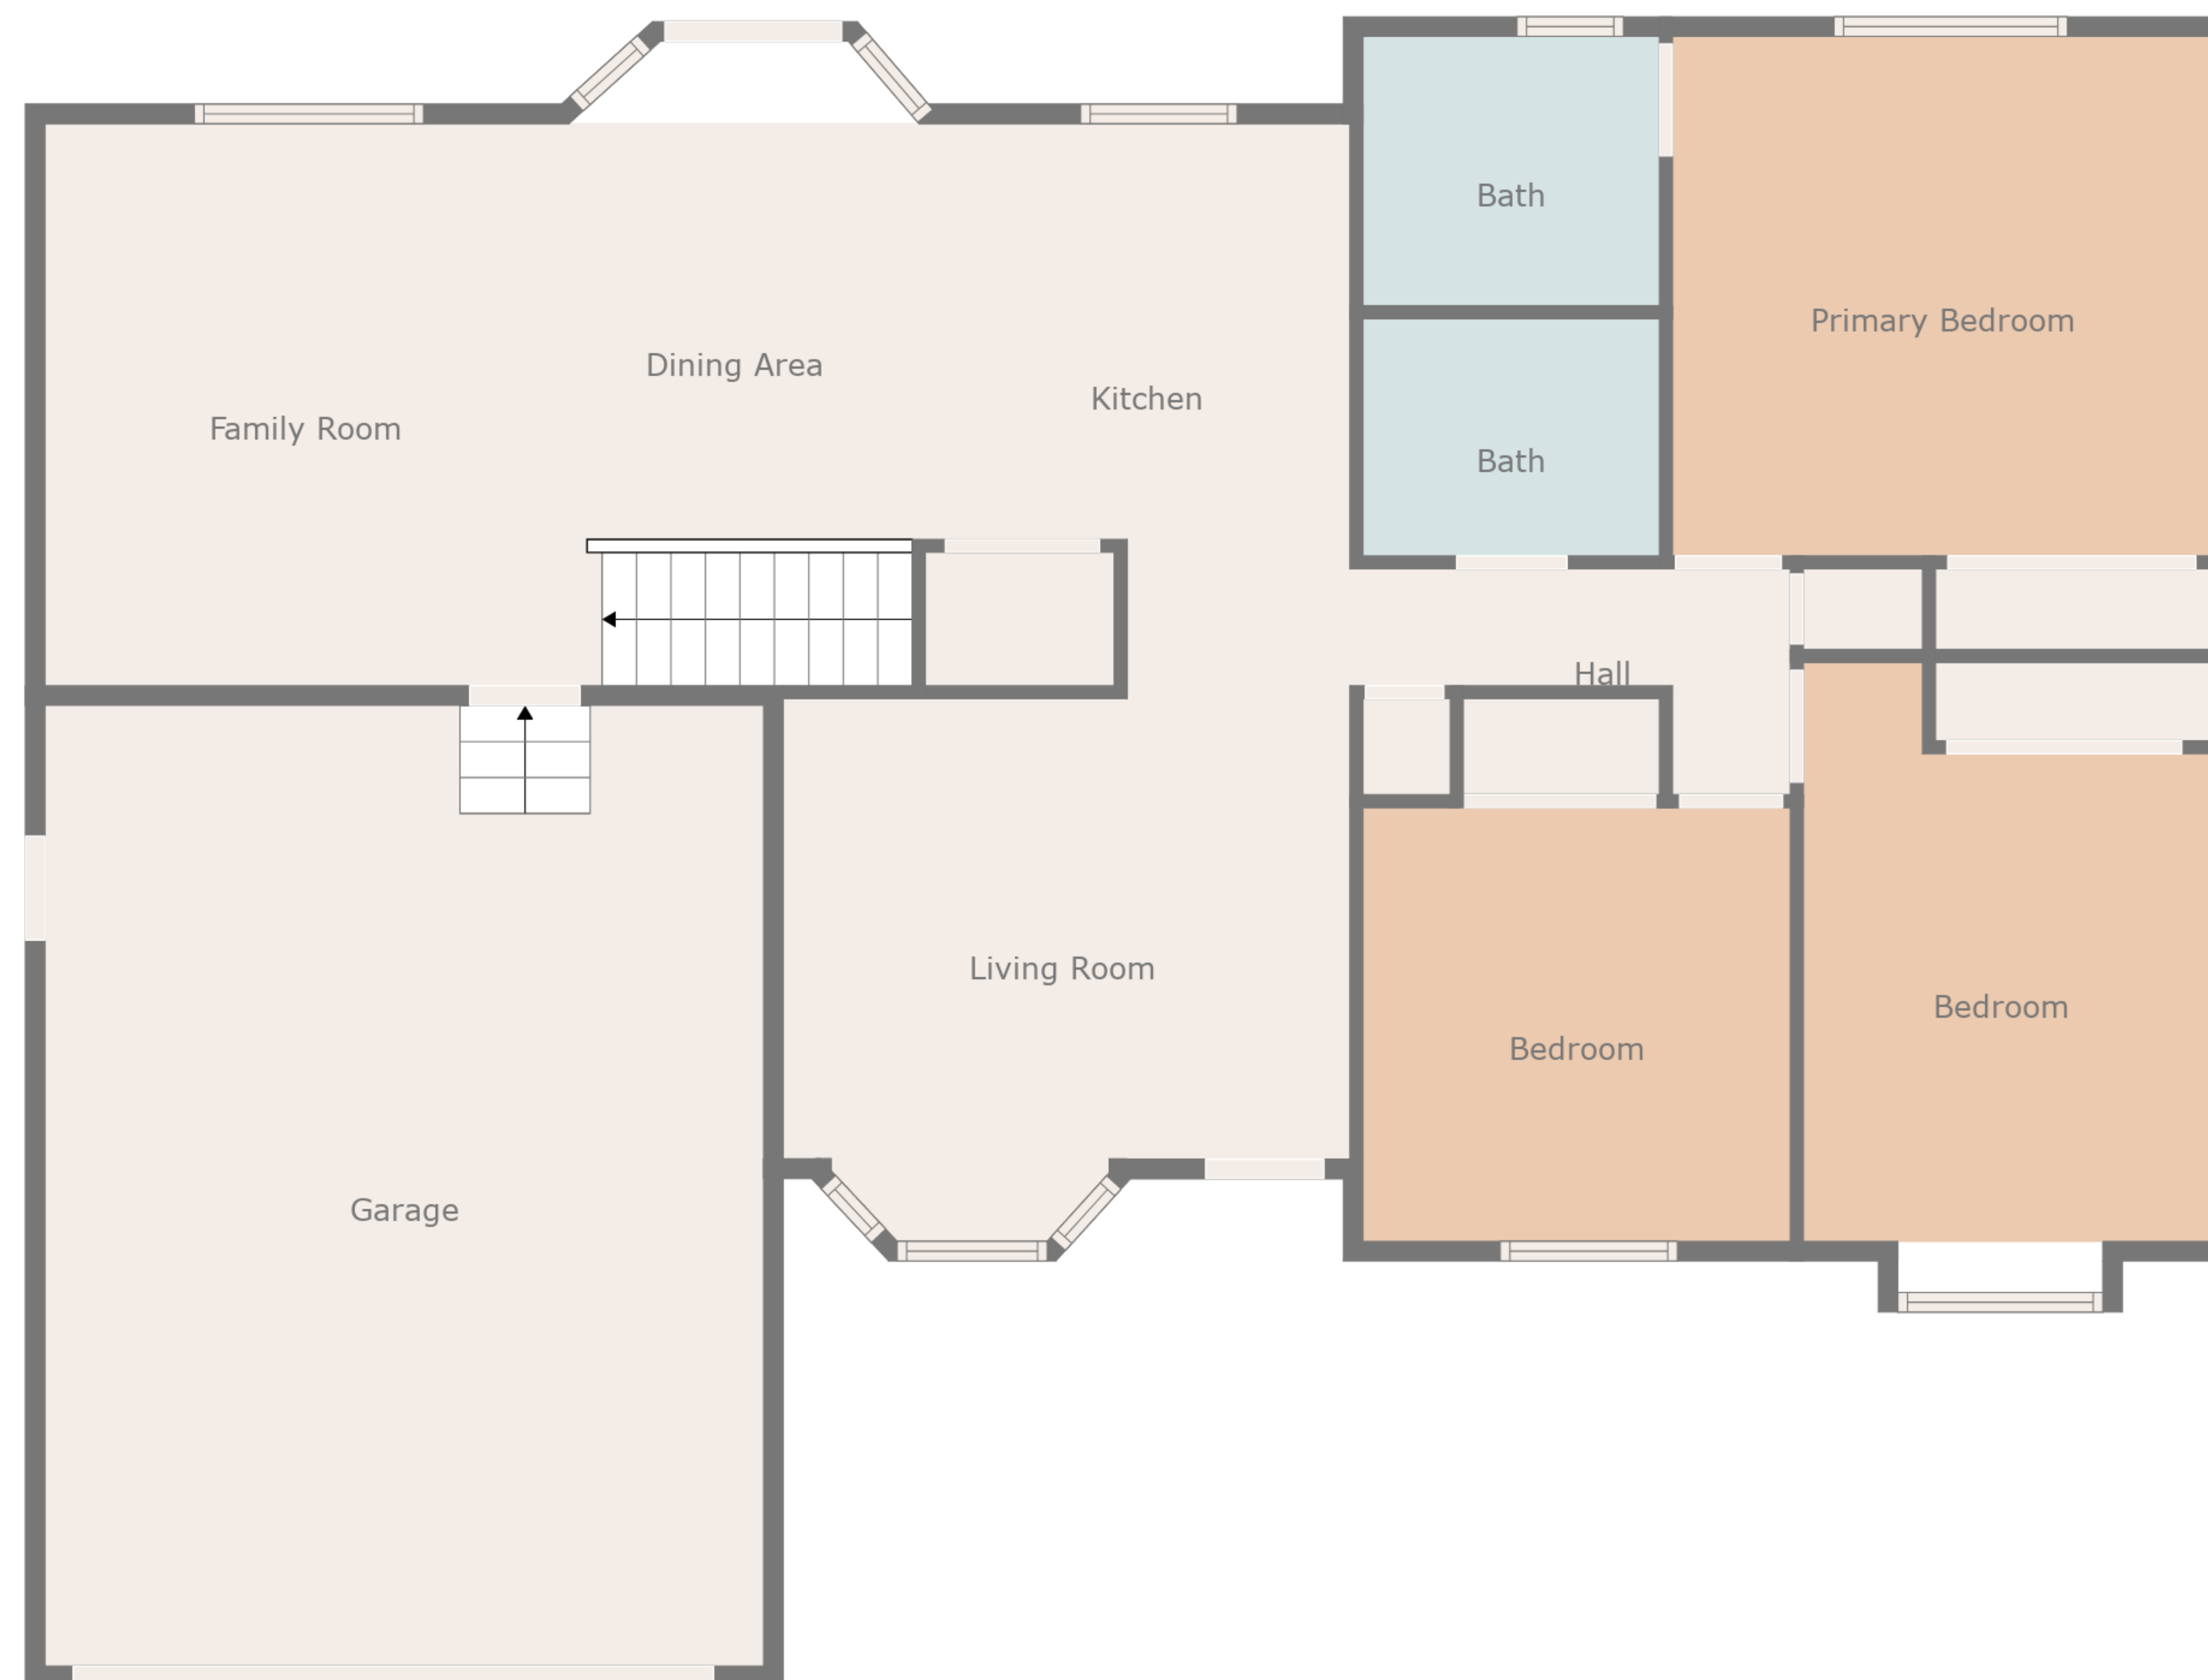 Bath
Primary Bedroom
Dining Area
Kitchen
Family Room
Bath
Hall
Living Room
Bedroom
Bedroom
Garage